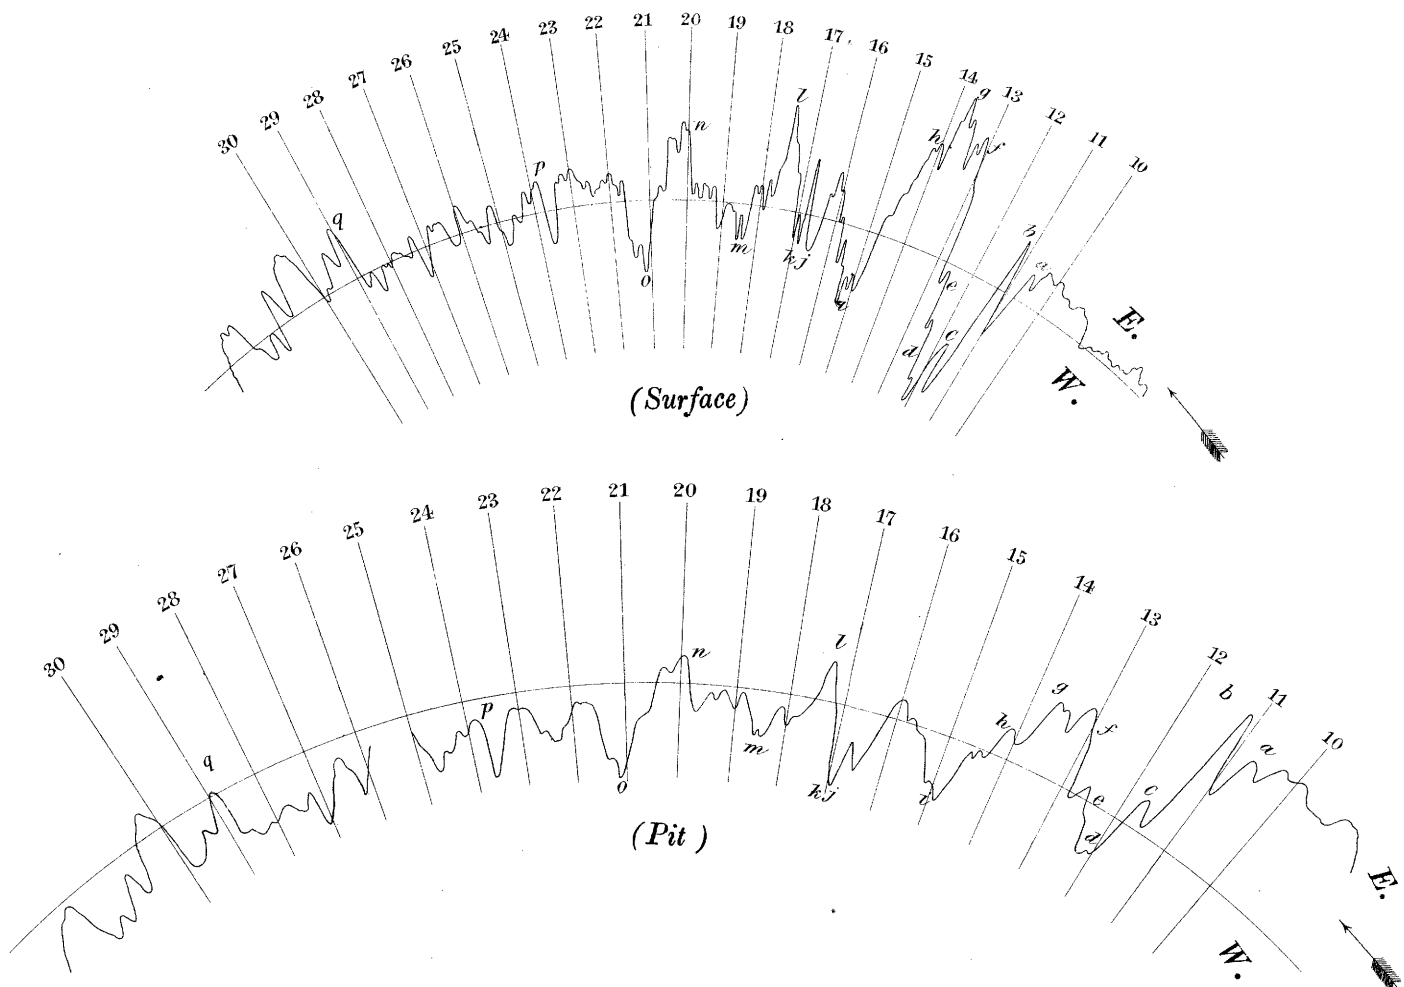 30 29 28 27 26 25 24 23 22 21 20 19 18 17 16 15 14 13 12 11 10
q p o n m l k j i h g f e d c b a
E.
W.
(Surface)
30 29 28 27 26 25 24 23 22 21 20 19 18 17 16 15 14 13 12 11 10
q p o n m l k j i h g f e d c b a
E.
W.
(Pit)